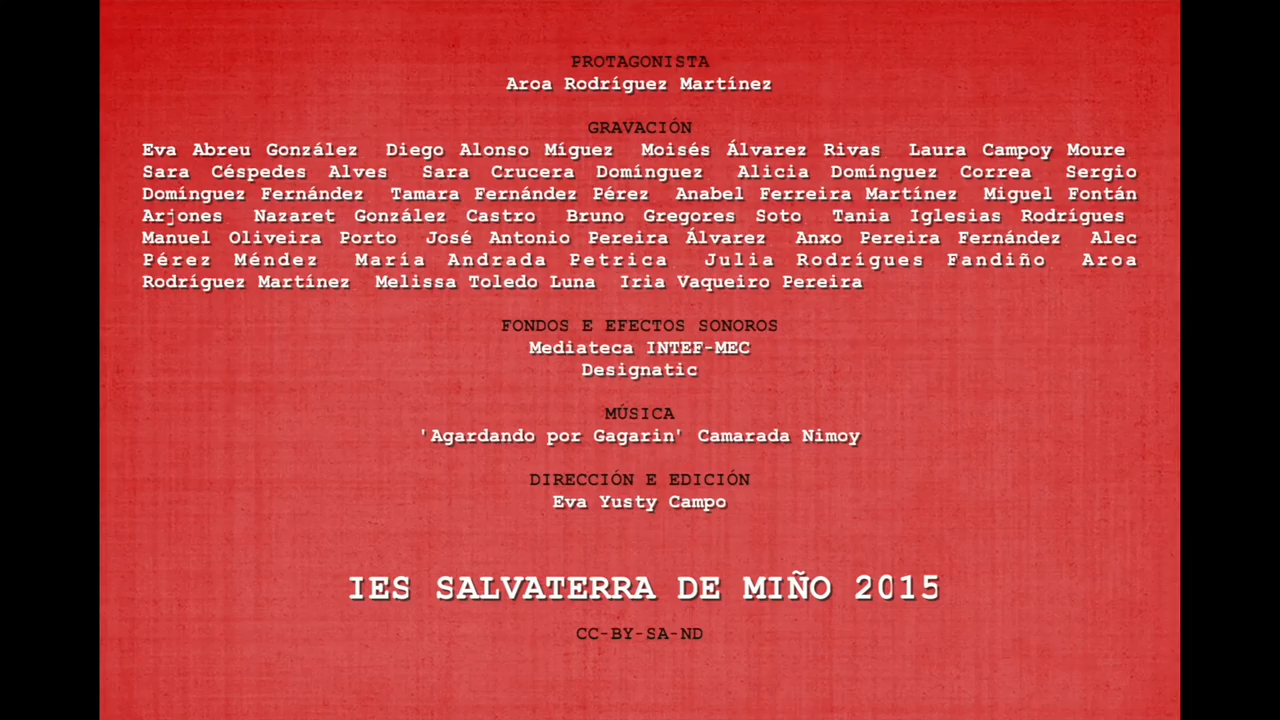 PROTAGONISTA
Aroa Rodríguez Martínez
GRAVACIÓN
Eva Abreu González Diego Alonso Míguez Moisés Álvarez Rivas Laura Campoy Moure
Sara Céspedes Alves Sara Crucera Domínguez Alicia Domínguez Correa Sergio
Domínguez Fernández Tamara Fernández Pérez Anabel Ferreira Martínez Miguel Fontán
Arjones Nazaret González Castro Bruno Gregores Soto Tania Iglesias Rodrígues
Manuel Oliveira Porto José Antonio Pereira Álvarez Anxo Pereira Fernández Alec
Pérez Méndez María Andrada Petrica Julia Rodrígues Fandiño Aroa
Rodríguez Martínez Melissa Toledo Luna Iria Vaqueiro Pereira
FONDOS E EFECTOS SONOROS
Mediateca INTEF-MEC
Designatic
MÚSICA
'Agardando por Gagarin' Camarada Nimoy
DIRECCIÓN E EDICIÓN
Eva Yusty Campo
IES SALVATERRA DE MIÑO 2015
CC-BY-SA-ND